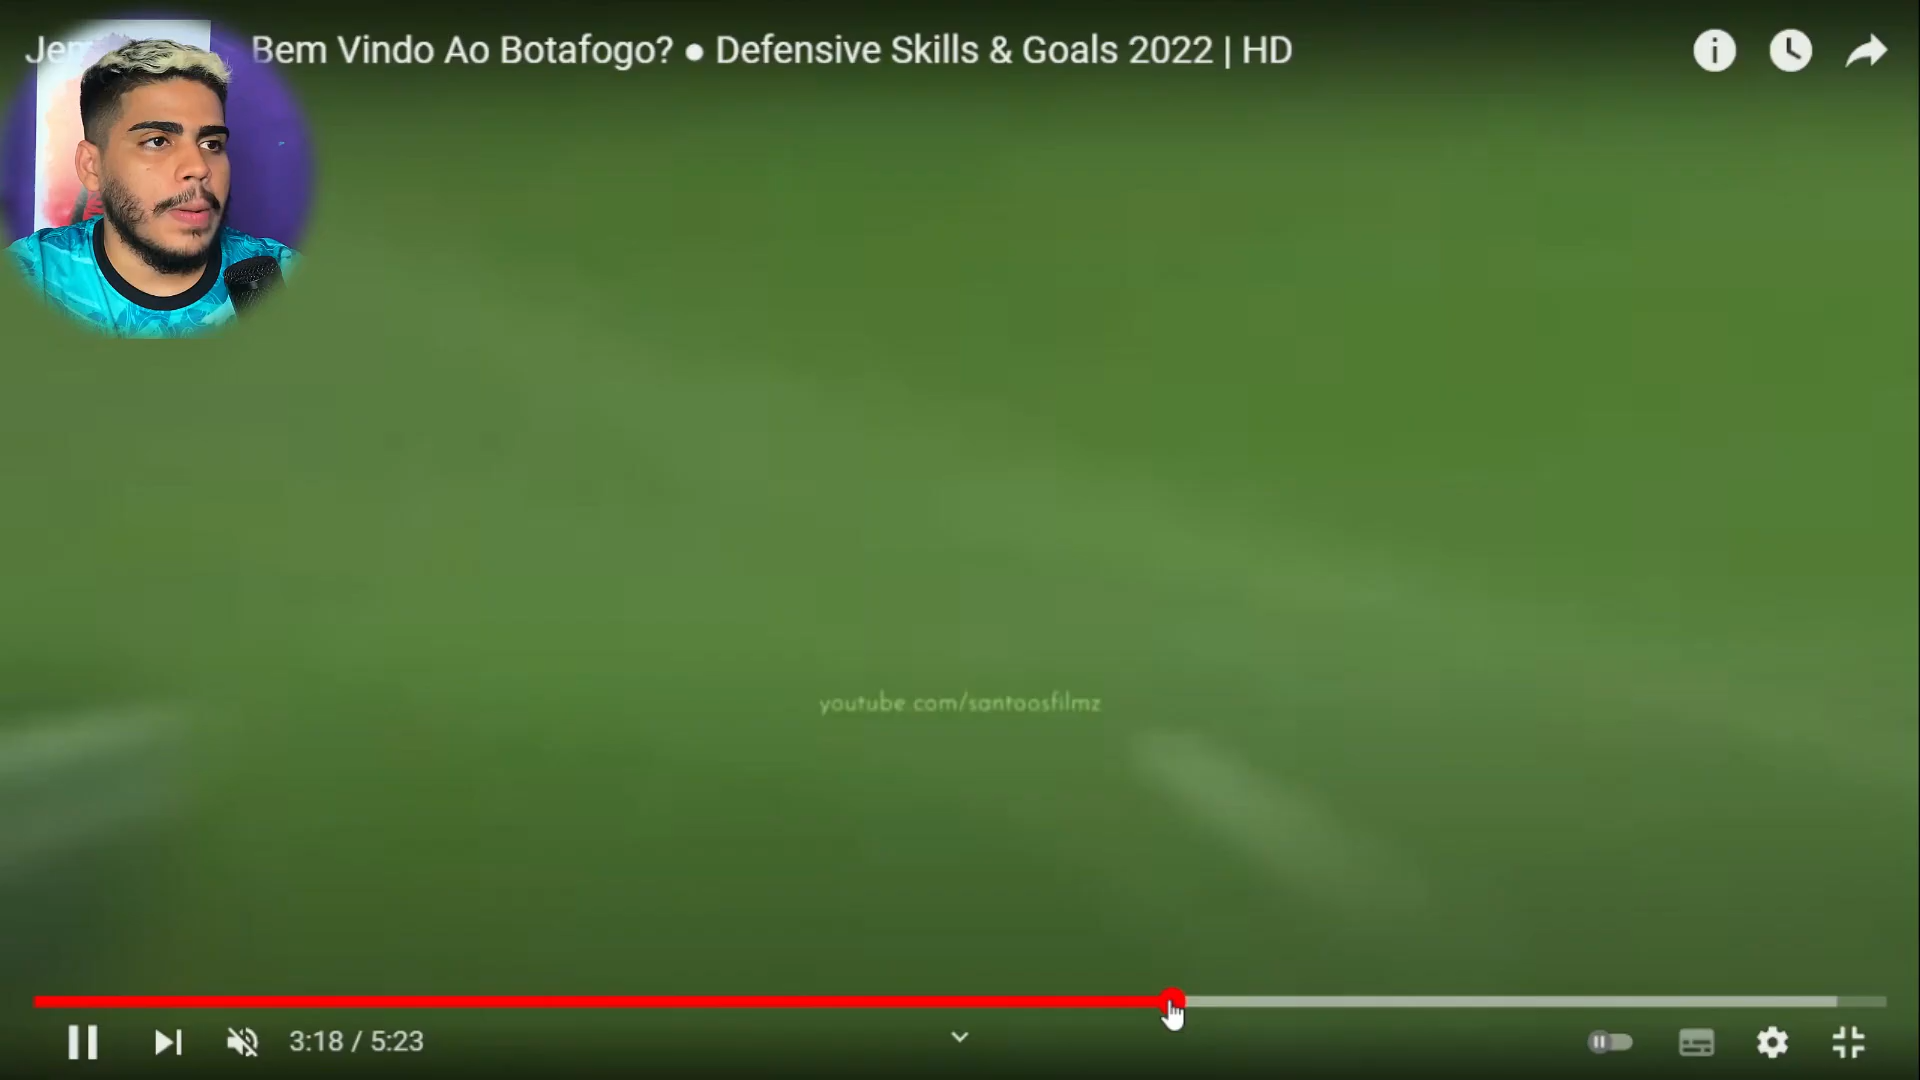 Bem Vindo Ao Botafogo? ● Defensive Skills & Goals 2022 | HD
youtube com/santoosfilmz
3:18 / 5:23